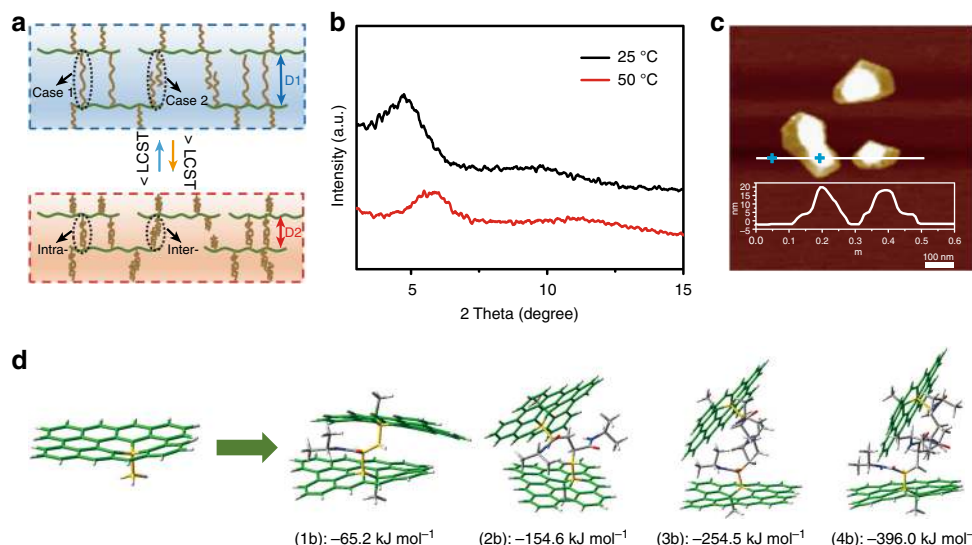 a
Case 1
Case 2
D1
< LCST
> LCST
Intra-
Inter-
D2
b
25 °C
50 °C
Intensity (a.u.)
5
10
15
2 Theta (degree)
c
20
15
10
5
0
−5
nm
0.0
0.1
0.2
0.3
0.4
0.5
0.6
m
100 nm
d
(1b): −65.2 kJ mol⁻¹
(2b): −154.6 kJ mol⁻¹
(3b): −254.5 kJ mol⁻¹
(4b): −396.0 kJ mol⁻¹